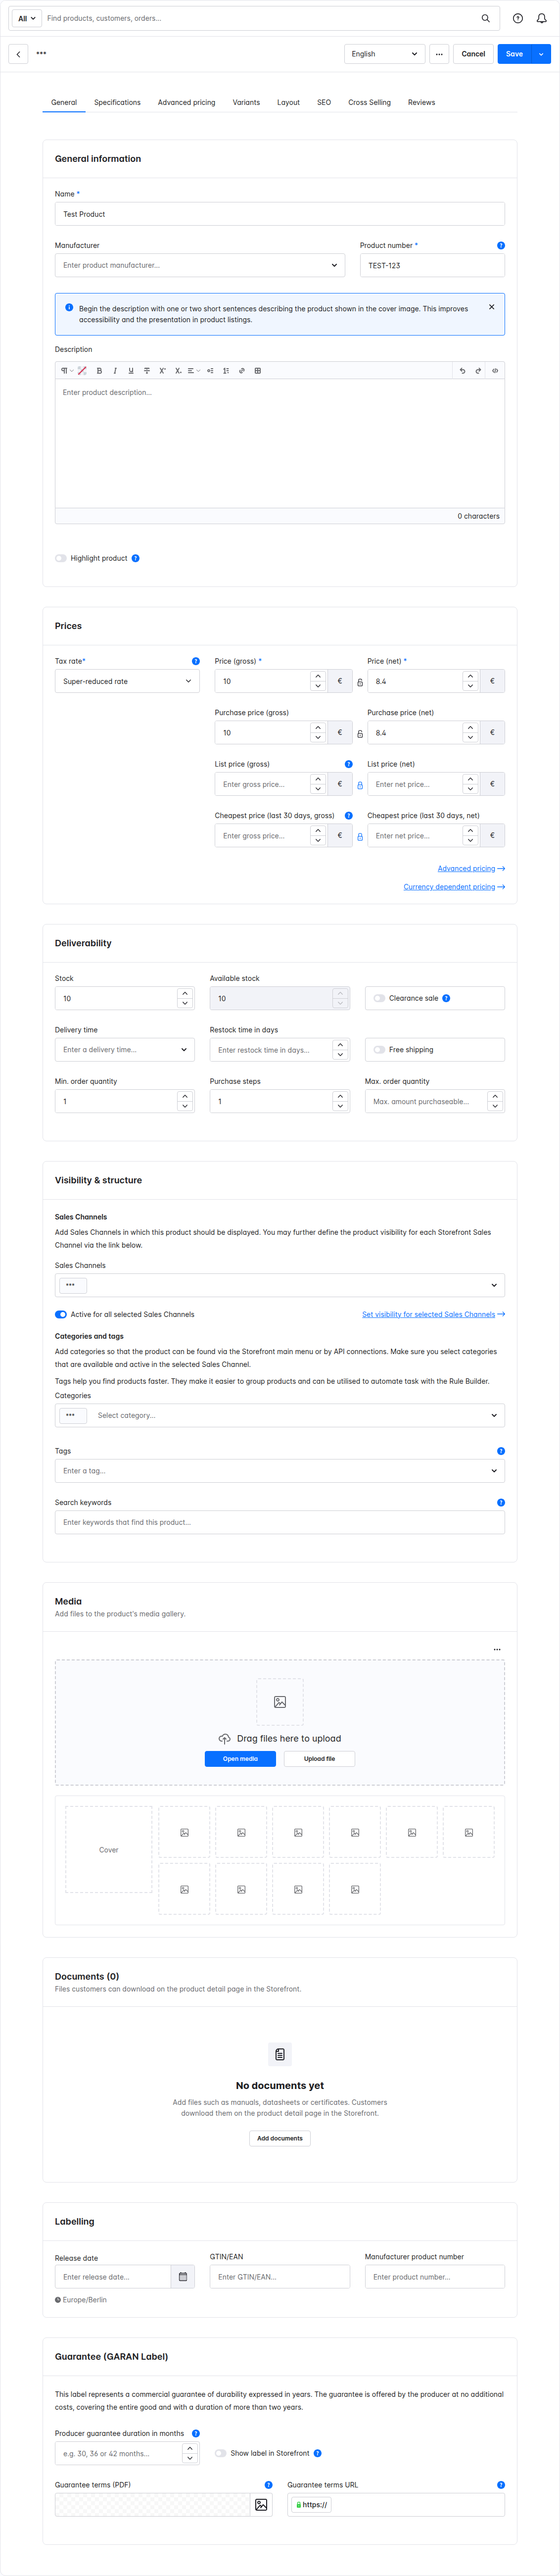 All
Find products, customers, orders...
***
English
Cancel
Save
General
Specifications
Advanced pricing
Variants
Layout
SEO
Cross Selling
Reviews
General information
Name *
Test Product
Manufacturer
Product number *
Enter product manufacturer...
TEST-123
Begin the description with one or two short sentences describing the product shown in the cover image. This improves
accessibility and the presentation in product listings.
Description
Enter product description...
0 characters
Highlight product
Prices
Tax rate*
Price (gross) *
Price (net) *
Super-reduced rate
10
€
8.4
€
Purchase price (gross)
Purchase price (net)
10
€
8.4
€
List price (gross)
List price (net)
Enter gross price...
€
Enter net price...
€
Cheapest price (last 30 days, gross)
Cheapest price (last 30 days, net)
Enter gross price...
€
Enter net price...
€
Advanced pricing
Currency dependent pricing
Deliverability
Stock
Available stock
10
10
Clearance sale
Delivery time
Restock time in days
Enter a delivery time...
Enter restock time in days...
Free shipping
Min. order quantity
Purchase steps
Max. order quantity
1
1
Max. amount purchaseable...
Visibility & structure
Sales Channels
Add Sales Channels in which this product should be displayed. You may further define the product visibility for each Storefront Sales
Channel via the link below.
Sales Channels
***
Active for all selected Sales Channels
Set visibility for selected Sales Channels
Categories and tags
Add categories so that the product can be found via the Storefront main menu or by API connections. Make sure you select categories
that are available and active in the selected Sales Channel.
Tags help you find products faster. They make it easier to group products and can be utilised to automate task with the Rule Builder.
Categories
***
Select category...
Tags
Enter a tag...
Search keywords
Enter keywords that find this product...
Media
Add files to the product's media gallery.
Drag files here to upload
Open media
Upload file
Cover
Documents (0)
Files customers can download on the product detail page in the Storefront.
No documents yet
Add files such as manuals, datasheets or certificates. Customers
download them on the product detail page in the Storefront.
Add documents
Labelling
Release date
GTIN/EAN
Manufacturer product number
Enter release date...
Enter GTIN/EAN...
Enter product number...
Europe/Berlin
Guarantee (GARAN Label)
This label represents a commercial guarantee of durability expressed in years. The guarantee is offered by the producer at no additional
costs, covering the entire good and with a duration of more than two years.
Producer guarantee duration in months
e.g. 30, 36 or 42 months...
Show label in Storefront
Guarantee terms (PDF)
Guarantee terms URL
https://